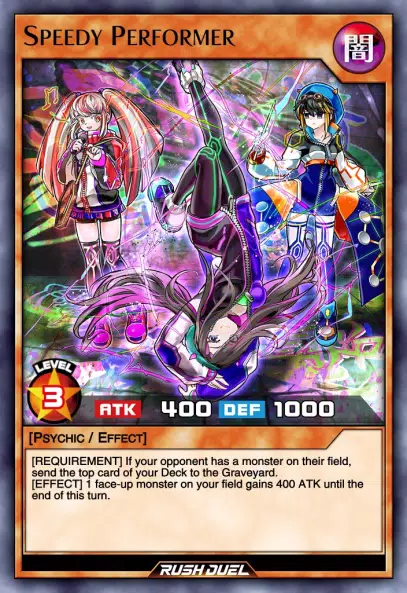 SPEEDY PERFORMER
闇
LEVEL
3
ATK 400 DEF 1000
[PSYCHIC / EFFECT]
[REQUIREMENT] If your opponent has a monster on their field,
send the top card of your Deck to the Graveyard.
[EFFECT] 1 face-up monster on your field gains 400 ATK until the
end of this turn.
RUSH DUEL